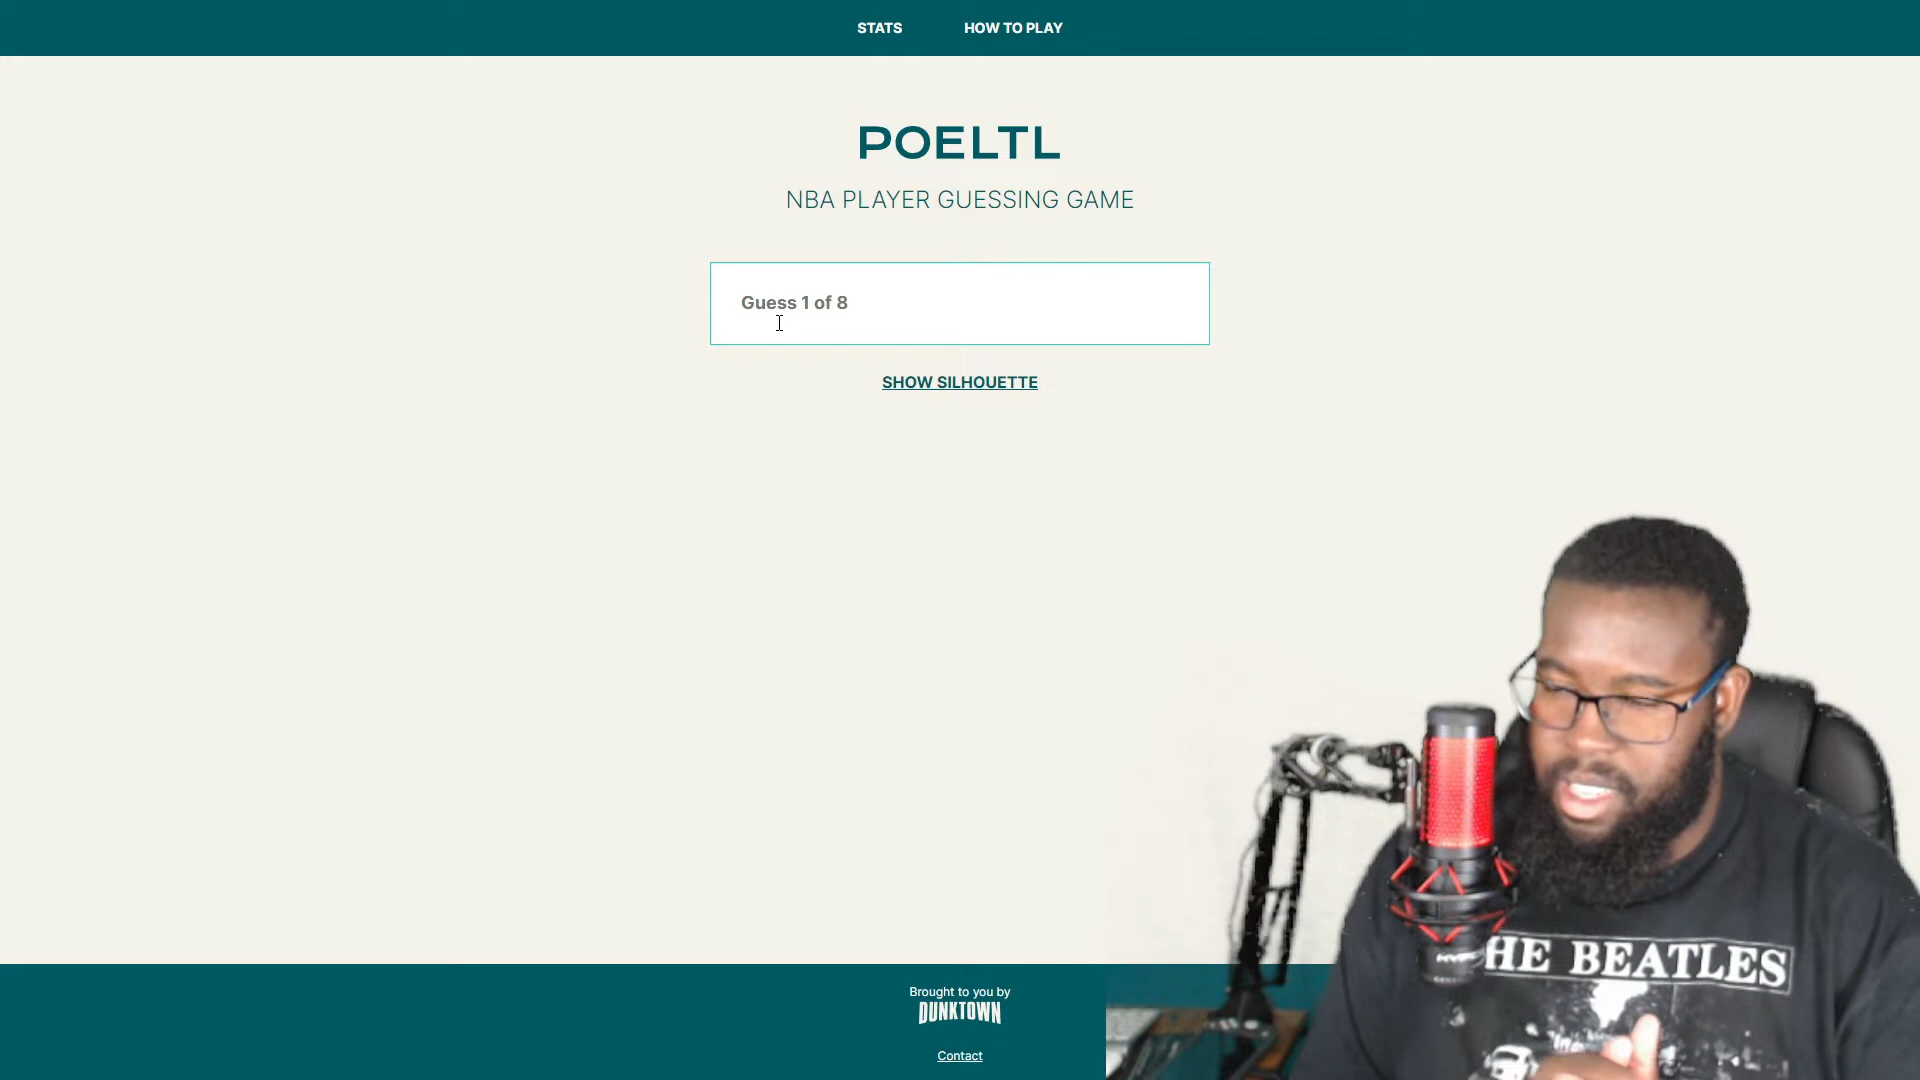 STATS HOW TO PLAY
POELTL
NBA PLAYER GUESSING GAME
Guess 1 of 8
SHOW SILHOUETTE
Brought to you by
DUNKTOWN
Contact
HE BEATLES